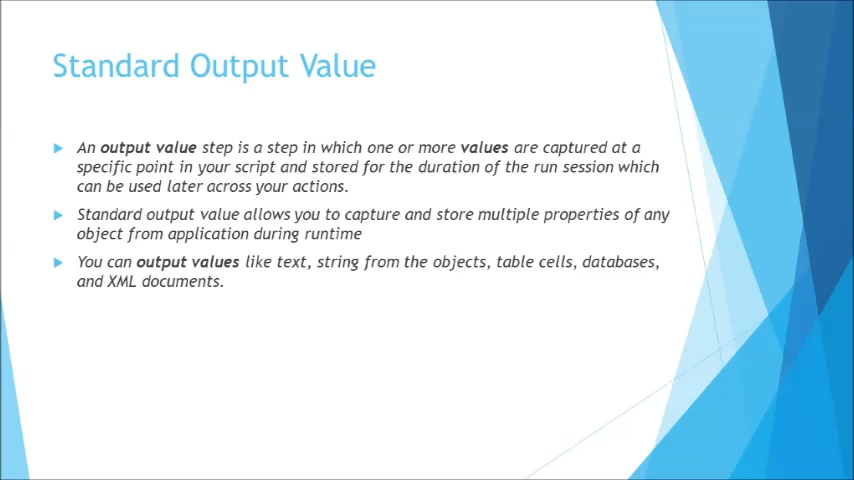 Standard Output Value
An output value step is a step in which one or more values are captured at a
specific point in your script and stored for the duration of the run session which
can be used later across your actions.
Standard output value allows you to capture and store multiple properties of any
object from application during runtime
You can output values like text, string from the objects, table cells, databases,
and XML documents.